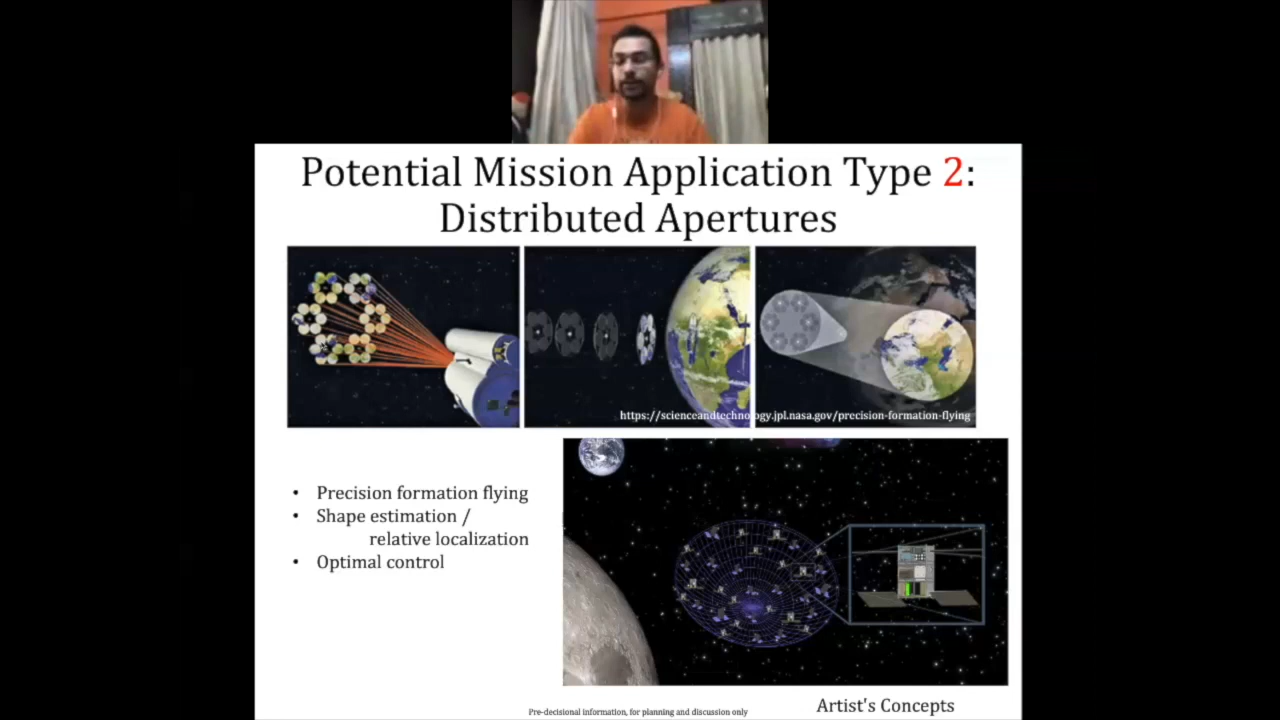 Potential Mission Application Type 2:
Distributed Apertures
https://scienceandtechnology.jpl.nasa.gov/precision-formation-flying
• Precision formation flying
• Shape estimation /
relative localization
• Optimal control
Artist's Concepts
Pre-decisional information, for planning and discussion only